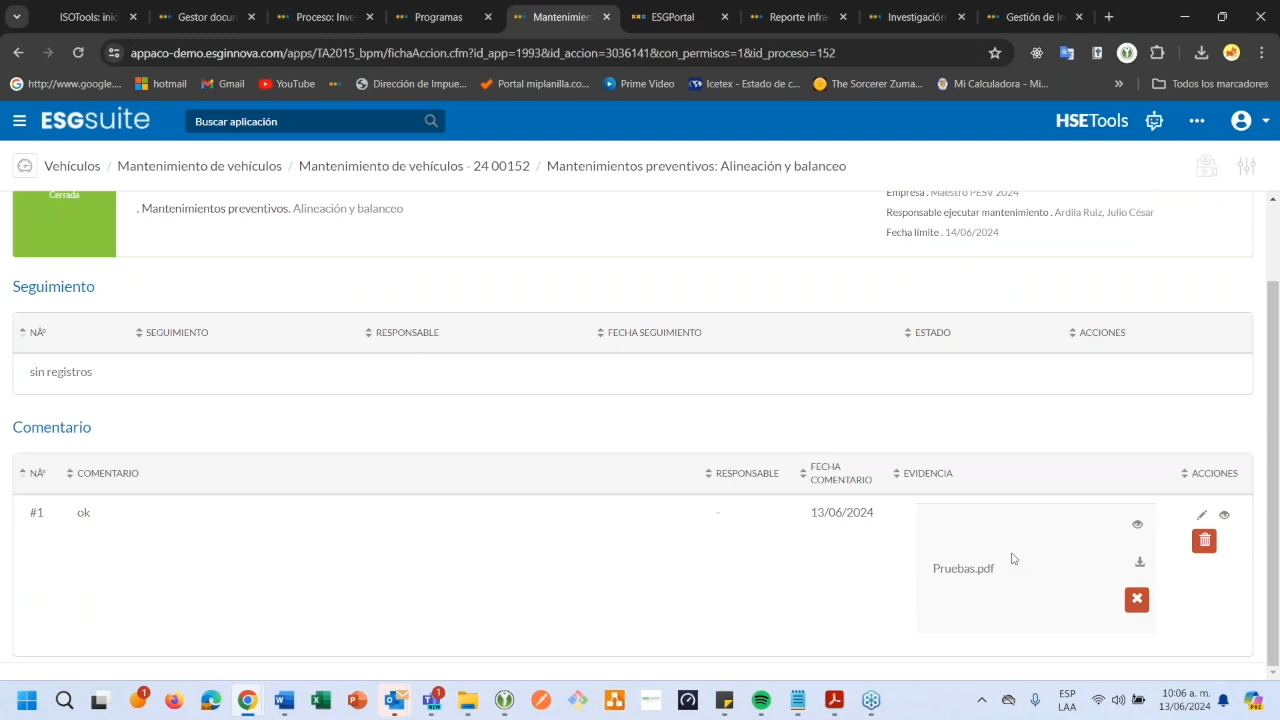 ISOTools: inic
Gestor docun
Proceso: Inve
Programas
Mantenimien
ESGPortal
Reporte infra
Investigación
Gestión de In
appaco-demo.esginnova.com/apps/TA2015_bpm/fichaAccion.cfm?id_app=1993&id_accion=3036141&con_permisos=1&id_proceso=152
http://www.google....
hotmail
Gmail
YouTube
Dirección de Impue...
Portal miplanilla.co...
Prime Video
Icetex - Estado de c...
The Sorcerer Zuma...
Mi Calculadora - Mi...
»
Todos los marcadores
ESGsuite
Buscar aplicación
HSETools
Vehículos / Mantenimiento de vehículos / Mantenimiento de vehículos - 24 00152 / Mantenimientos preventivos: Alineación y balanceo
Cerrada
Empresa . Maestro PESV 2024
. Mantenimientos preventivos. Alineación y balanceo
Responsable ejecutar mantenimiento . Ardila Ruiz, Julio César
Fecha límite . 14/06/2024
Seguimiento
NÂº SEGUIMIENTO RESPONSABLE FECHA SEGUIMIENTO ESTADO ACCIONES
sin registros
Comentario
NÂº COMENTARIO RESPONSABLE FECHA COMENTARIO EVIDENCIA ACCIONES
#1 ok - 13/06/2024
Pruebas.pdf
1
1
ESP
LAA
10:06 a. m.
13/06/2024